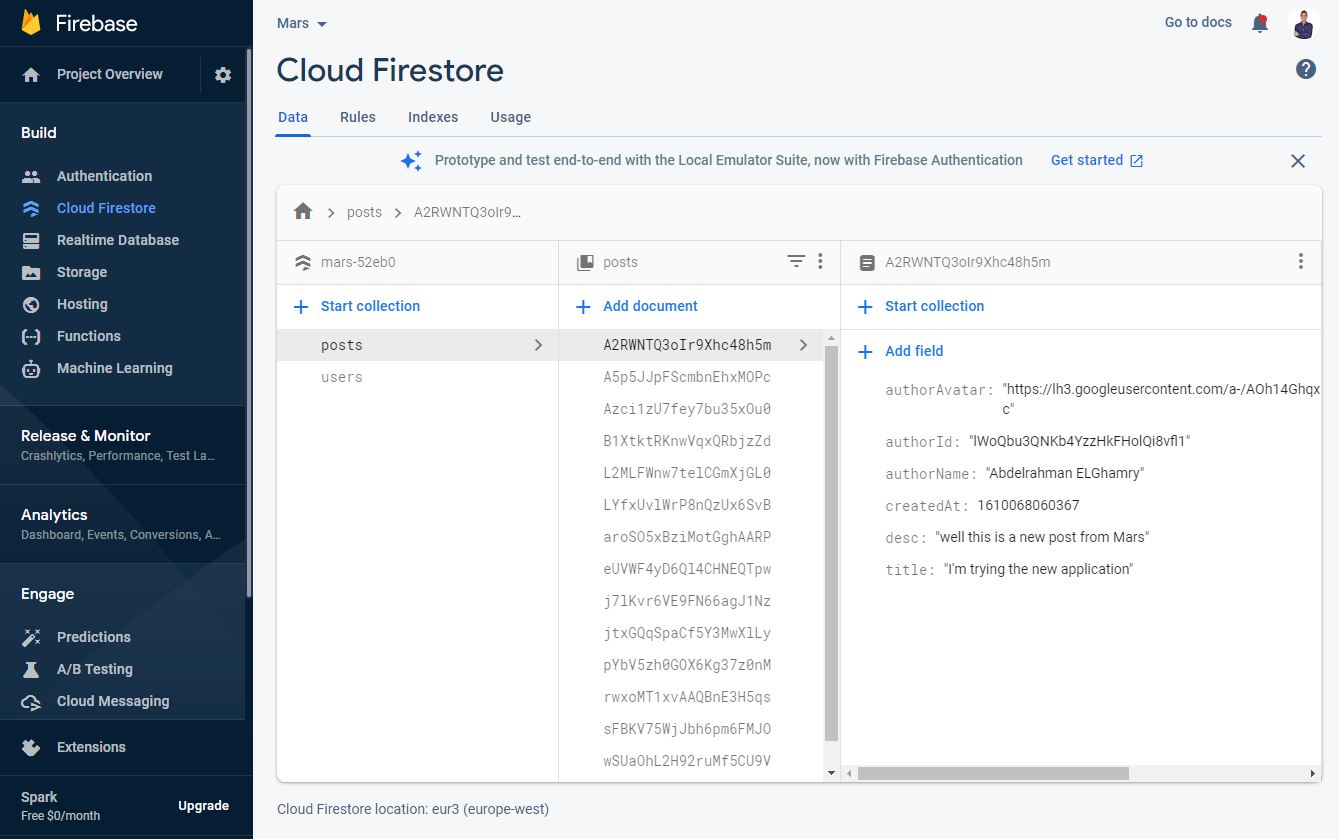 Firebase
Project Overview
Build
Authentication
Cloud Firestore
Realtime Database
Storage
Hosting
Functions
Machine Learning
Release & Monitor
Crashlytics, Performance, Test La...
Analytics
Dashboard, Events, Conversions, A...
Engage
Predictions
A/B Testing
Cloud Messaging
Extensions
Spark
Free $0/month
Upgrade
Mars
Go to docs
Cloud Firestore
Data Rules Indexes Usage
Prototype and test end-to-end with the Local Emulator Suite, now with Firebase Authentication Get started
posts > A2RWNTQ3oIr9...
mars-52eb0
Start collection
posts
users
posts
Add document
A2RWNTQ3oIr9Xhc48h5m
A5p5JJpFScmbnEhxMOPc
Azci1zU7fey7bu35xOu0
B1XtktRKnwVqxQRbjzZd
L2MLFWnw7telCGmXjGL0
LYfxUvlWrP8nQzUx6SvB
aroSO5xBziMotGghAARP
eUVWF4yD6Ql4CHNEQTpw
j7lKvr6VE9FN66agJ1Nz
jtxGQqSpaCf5Y3MwXlLy
pYbV5zh0GOX6Kg37z0nM
rwxoMT1xvAAQBnE3H5qs
sFBKV75WjJbh6pm6FMJO
wSUaOhL2H92ruMf5CU9V
A2RWNTQ3oIr9Xhc48h5m
Start collection
Add field
authorAvatar: "https://lh3.googleusercontent.com/a-/AOh14Ghqx
c"
authorId: "lWoQbu3QNKb4YzzHkFHolQi8vfl1"
authorName: "Abdelrahman ELGhamry"
createdAt: 1610068060367
desc: "well this is a new post from Mars"
title: "I'm trying the new application"
Cloud Firestore location: eur3 (europe-west)